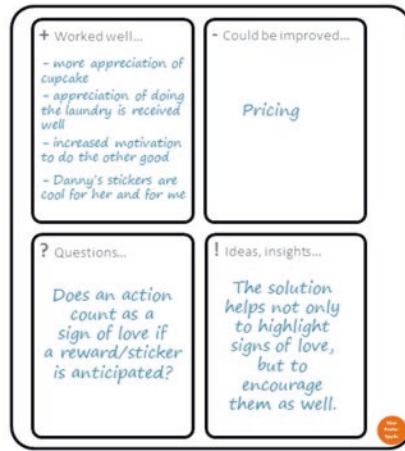 + Worked well...
- more appreciation of
cupcake
- appreciation of doing
the laundry is received
well
- increased motivation
to do the other good
- Danny's stickers are
cool for her and for me
- Could be improved...
Pricing
? Questions...
Does an action
count as a
sign of love if
a reward/sticker
is anticipated?
! Ideas, insights...
The solution
helps not only
to highlight
signs of love,
but to
encourage
them as well.